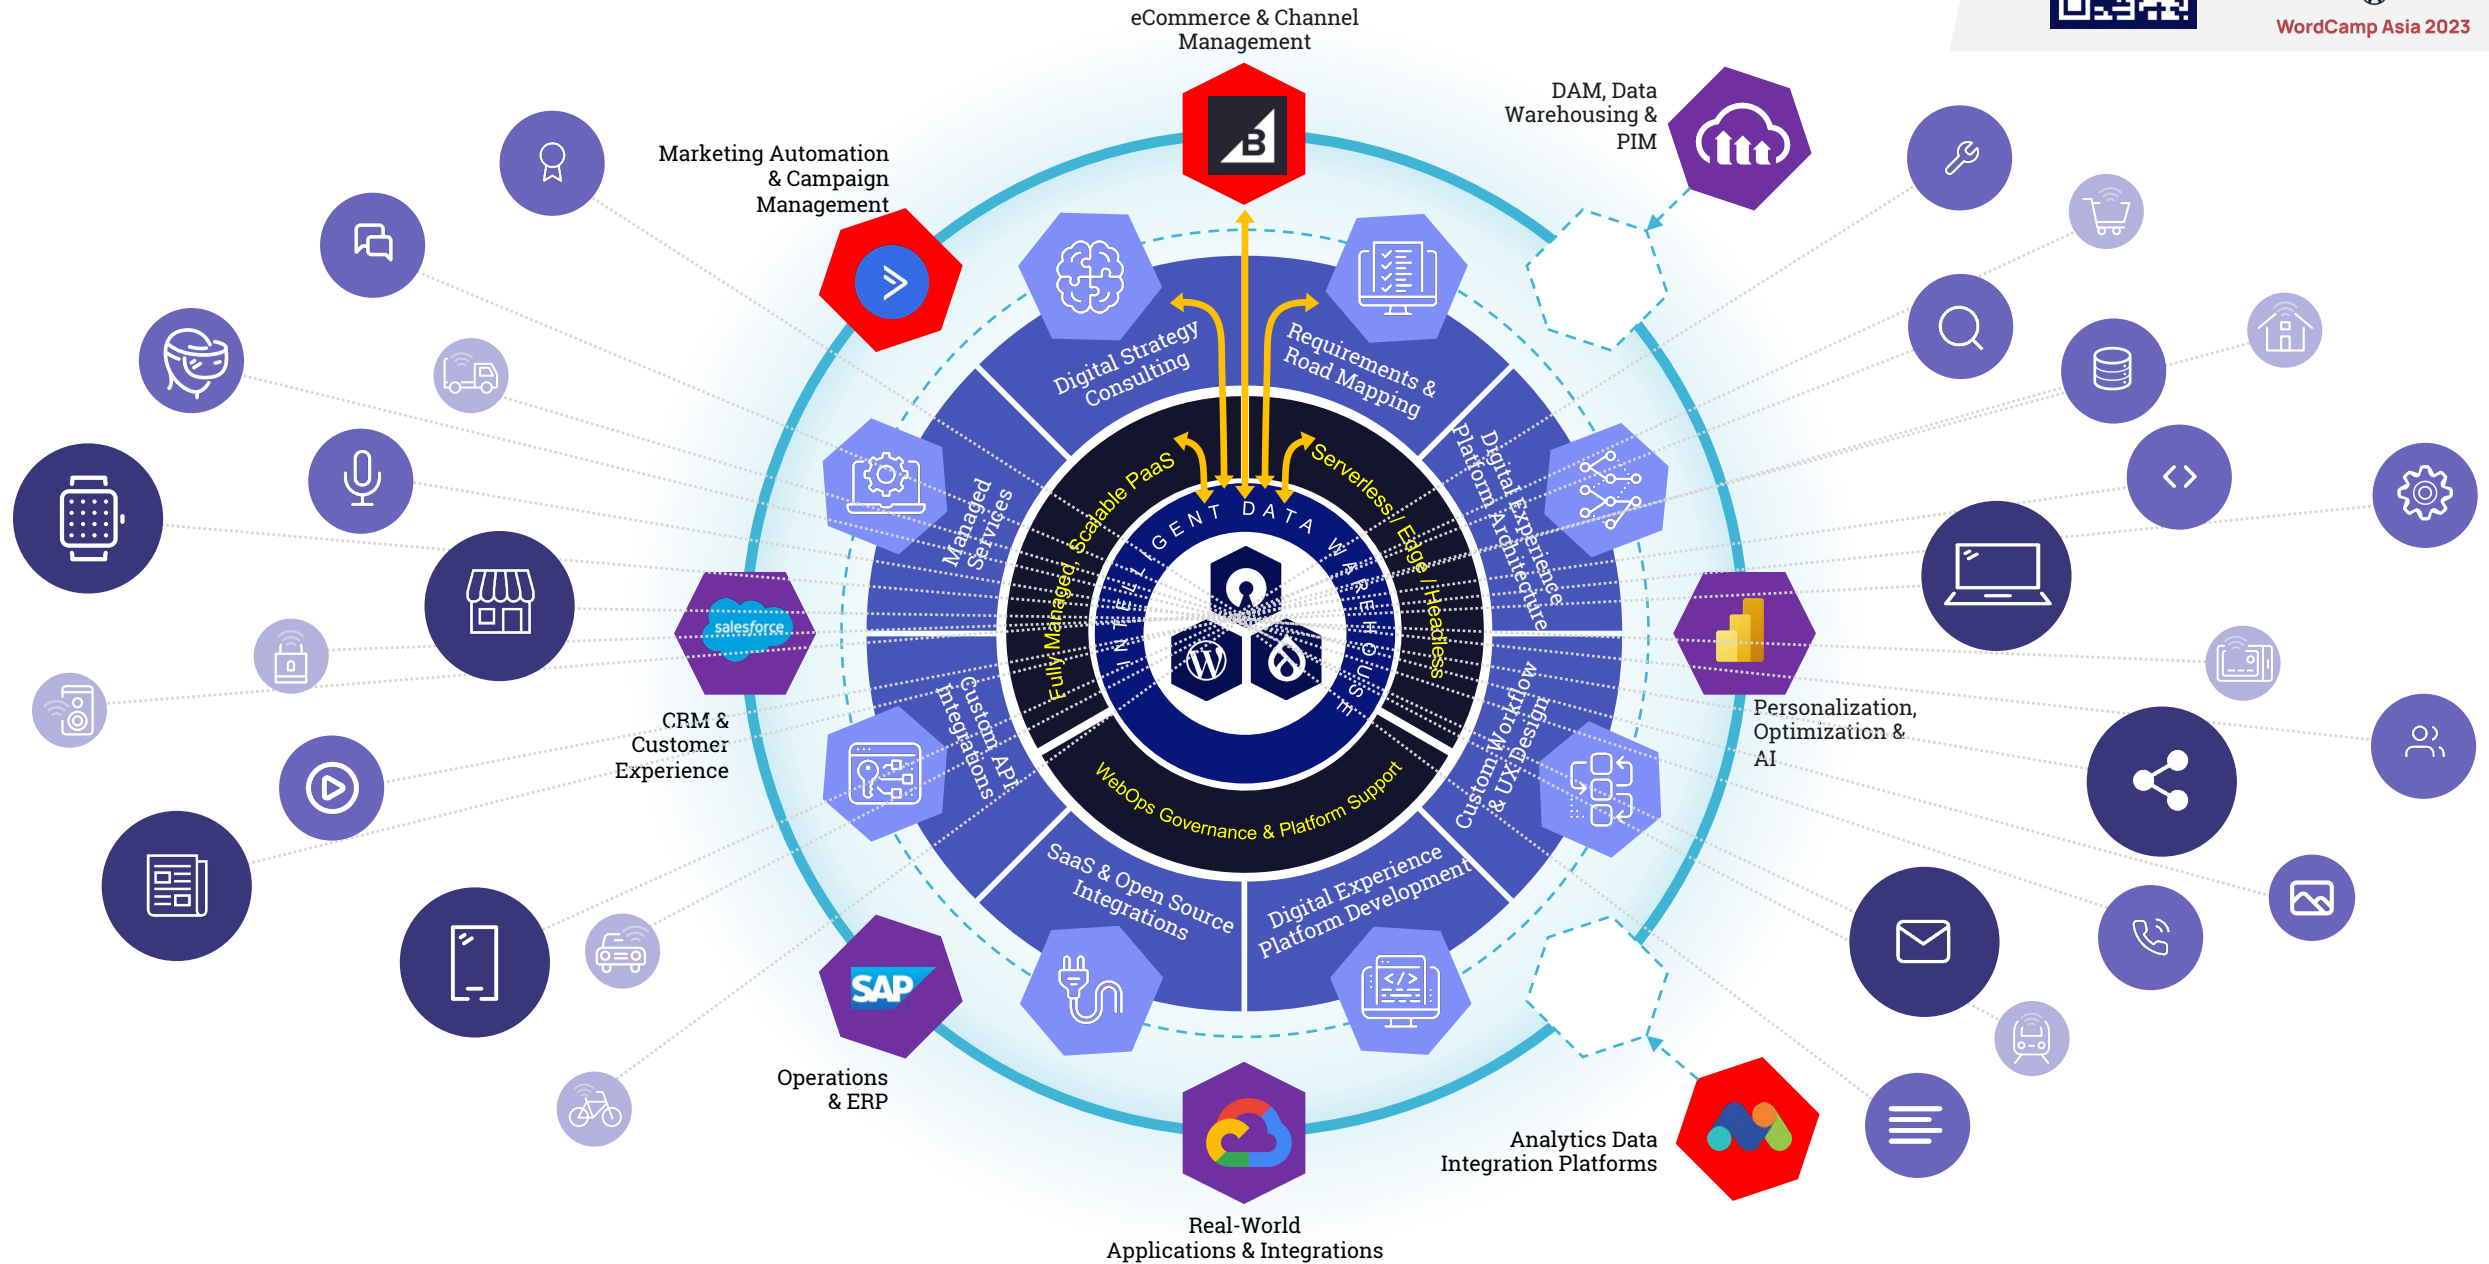 eCommerce & Channel
Management
WordCamp Asia 2023
DAM, Data
Warehousing &
PIM
Marketing Automation
& Campaign
Management
B
Digital Strategy
Consulting
Requirements &
Road Mapping
Managed
Services
Digital Experience
Platform Architecture
Fully Managed, Scalable PaaS
Serverless / Edge / Headless
INTELLIGENT DATA WAREHOUSE
salesforce
CRM &
Customer
Experience
Personalization,
Optimization &
AI
Custom API
Integrations
Custom Workflow
& UX Design
WebOps Governance & Platform Support
SaaS & Open Source
Integrations
Digital Experience
Platform Development
</>
SAP
Operations
& ERP
Analytics Data
Integration Platforms
Real-World
Applications & Integrations